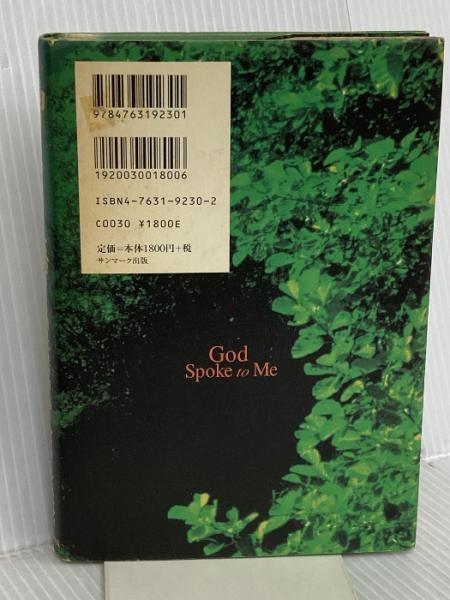 9784763192301
1920030018006
ISBN4-7631-9230-2
C0030 ¥1800E
定価=本体1800円+税
サンマーク出版
God
Spoke to Me